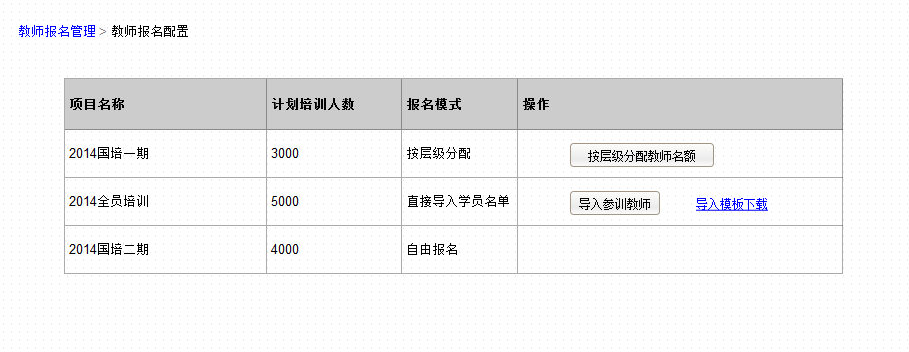 教师报名管理 > 教师报名配置
项目名称 计划培训人数 报名模式 操作
2014国培一期 3000 按层级分配 按层级分配教师名额
2014全员培训 5000 直接导入学员名单 导入参训教师 导入模板下载
2014国培二期 4000 自由报名